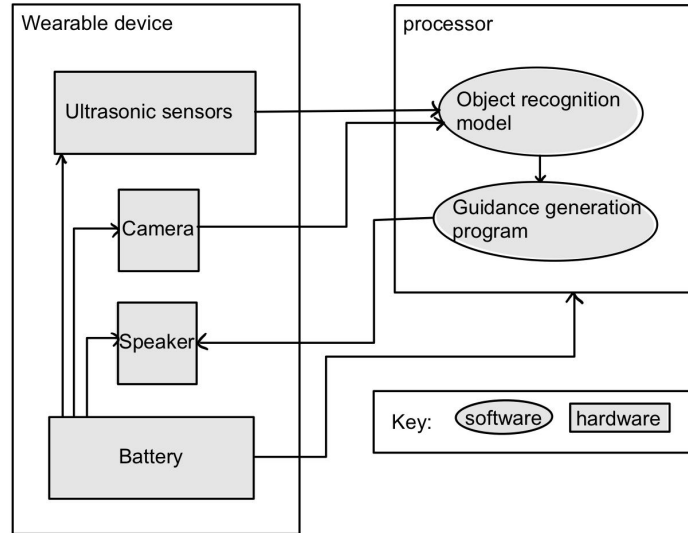 Wearable device
Ultrasonic sensors
Camera
Speaker
Battery
processor
Object recognition
model
Guidance generation
program
Key:
software
hardware